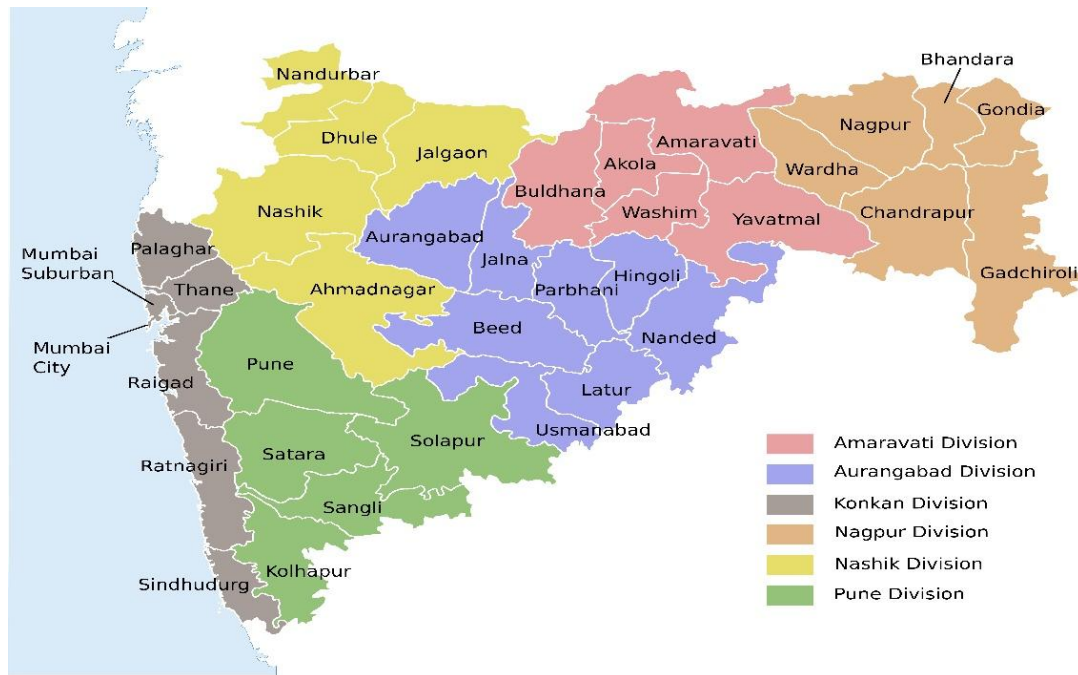 Nandurbar
Bhandara
Gondia
Nagpur
Dhule
Amaravati
Jalgaon
Akola
Wardha
Buldhana
Nashik
Washim
Yavatmal
Chandrapur
Aurangabad
Palaghar
Mumbai
Suburban
Jalna
Hingoli
Gadchiroli
Thane
Ahmadnagar
Parbhani
Beed
Nanded
Mumbai
City
Pune
Raigad
Latur
Usmanabad
Solapur
Satara
Ratnagiri
Sangli
Kolhapur
Sindhudurg
Amaravati Division
Aurangabad Division
Konkan Division
Nagpur Division
Nashik Division
Pune Division